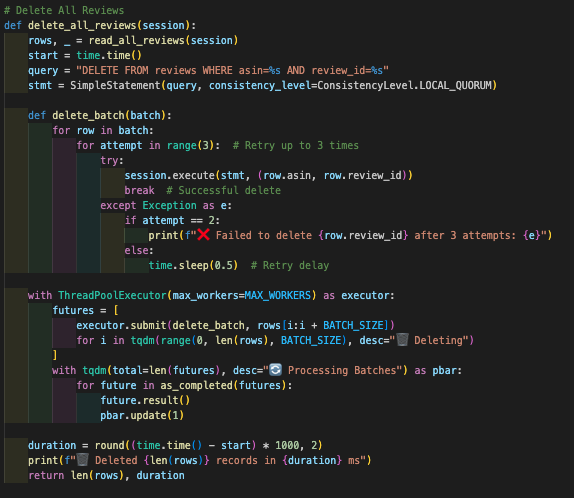 # Delete All Reviews
def delete_all_reviews(session):
    rows, _ = read_all_reviews(session)
    start = time.time()
    query = "DELETE FROM reviews WHERE asin=%s AND review_id=%s"
    stmt = SimpleStatement(query, consistency_level=ConsistencyLevel.LOCAL_QUORUM)

    def delete_batch(batch):
        for row in batch:
            for attempt in range(3):  # Retry up to 3 times
                try:
                    session.execute(stmt, (row.asin, row.review_id))
                    break  # Successful delete
                except Exception as e:
                    if attempt == 2:
                        print(f"❌ Failed to delete {row.review_id} after 3 attempts: {e}")
                    else:
                        time.sleep(0.5)  # Retry delay

    with ThreadPoolExecutor(max_workers=MAX_WORKERS) as executor:
        futures = [
            executor.submit(delete_batch, rows[i:i + BATCH_SIZE])
            for i in tqdm(range(0, len(rows), BATCH_SIZE), desc="🗑️ Deleting")
        ]
        with tqdm(total=len(futures), desc="🔄 Processing Batches") as pbar:
            for future in as_completed(futures):
                future.result()
                pbar.update(1)

    duration = round((time.time() - start) * 1000, 2)
    print(f"🗑️ Deleted {len(rows)} records in {duration} ms")
    return len(rows), duration